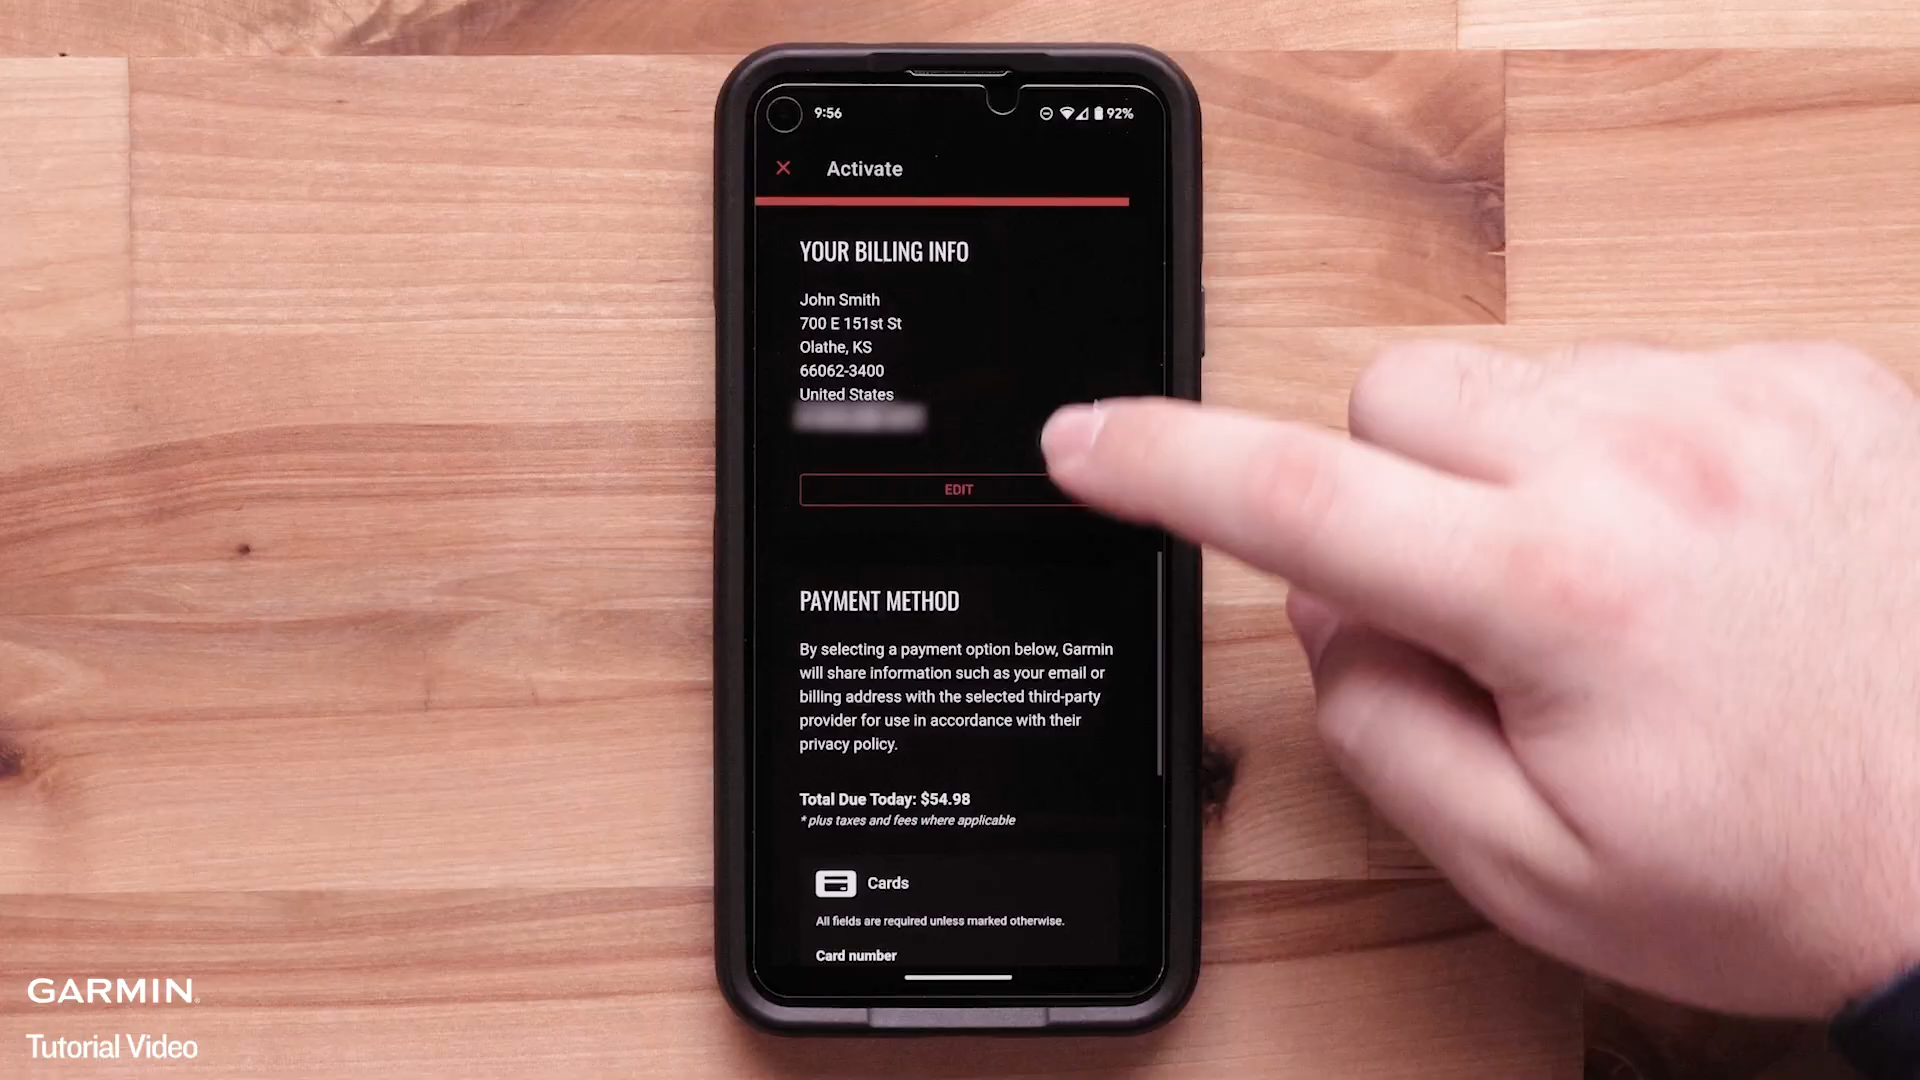 9:56
92%
Activate
YOUR BILLING INFO
John Smith
700 E 151st St
Olathe, KS
66062-3400
United States
EDIT
PAYMENT METHOD
By selecting a payment option below, Garmin
will share information such as your email or
billing address with the selected third-party
provider for use in accordance with their
privacy policy.
Total Due Today: $54.98
* plus taxes and fees where applicable
Cards
All fields are required unless marked otherwise.
Card number
GARMIN
Tutorial Video